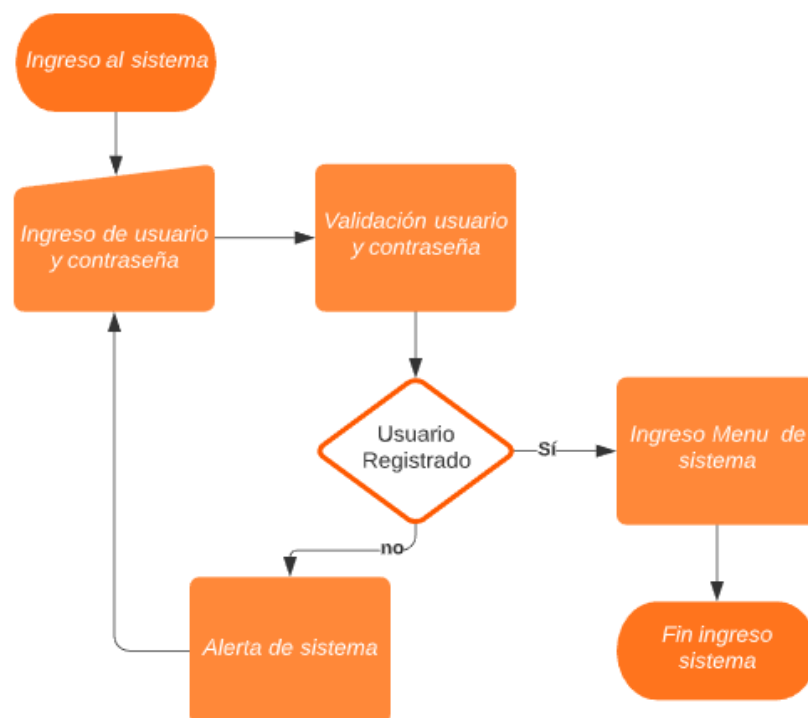 Ingreso al sistema
Ingreso de usuario
y contraseña
Validación usuario
y contraseña
Usuario
Registrado
Sí
Ingreso Menu de
sistema
no
Alerta de sistema
Fin ingreso
sistema